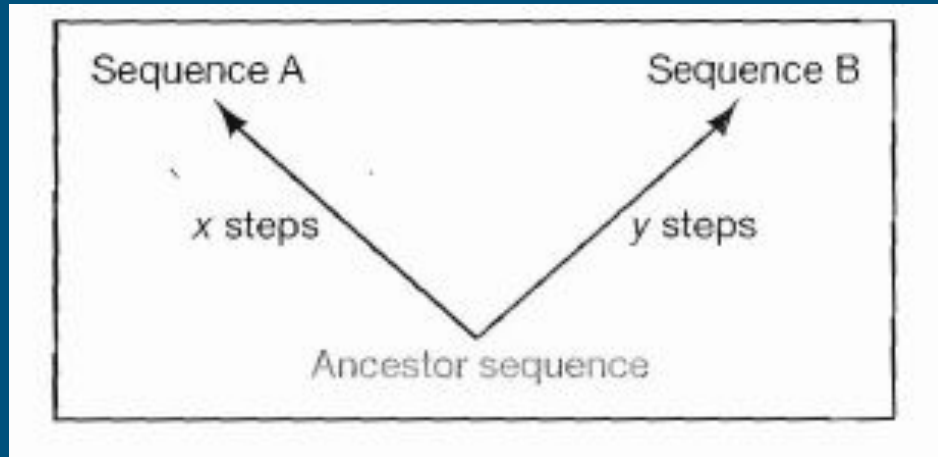 Sequence A
Sequence B
x steps
y steps
Ancestor sequence